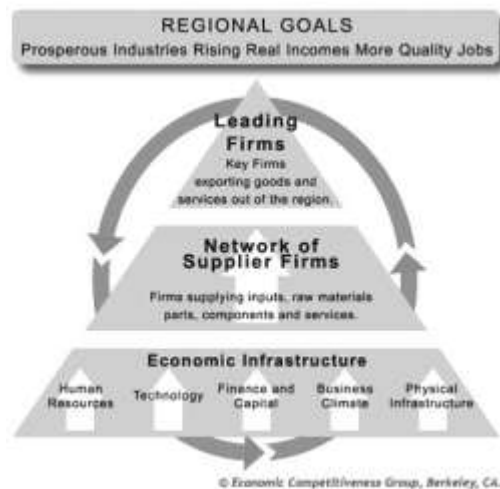 REGIONAL GOALS
Prosperous Industries Rising Real Incomes More Quality Jobs
Leading
Firms
Key Firms
exporting goods and
services out of the region.
Network of
Supplier Firms
Firms supplying inputs, raw materials
parts, components and services.
Economic Infrastructure
Human
Resources
Technology
Finance and
Capital
Business
Climate
Physical
Infrastructure
© Economic Competitiveness Group, Berkeley, CA